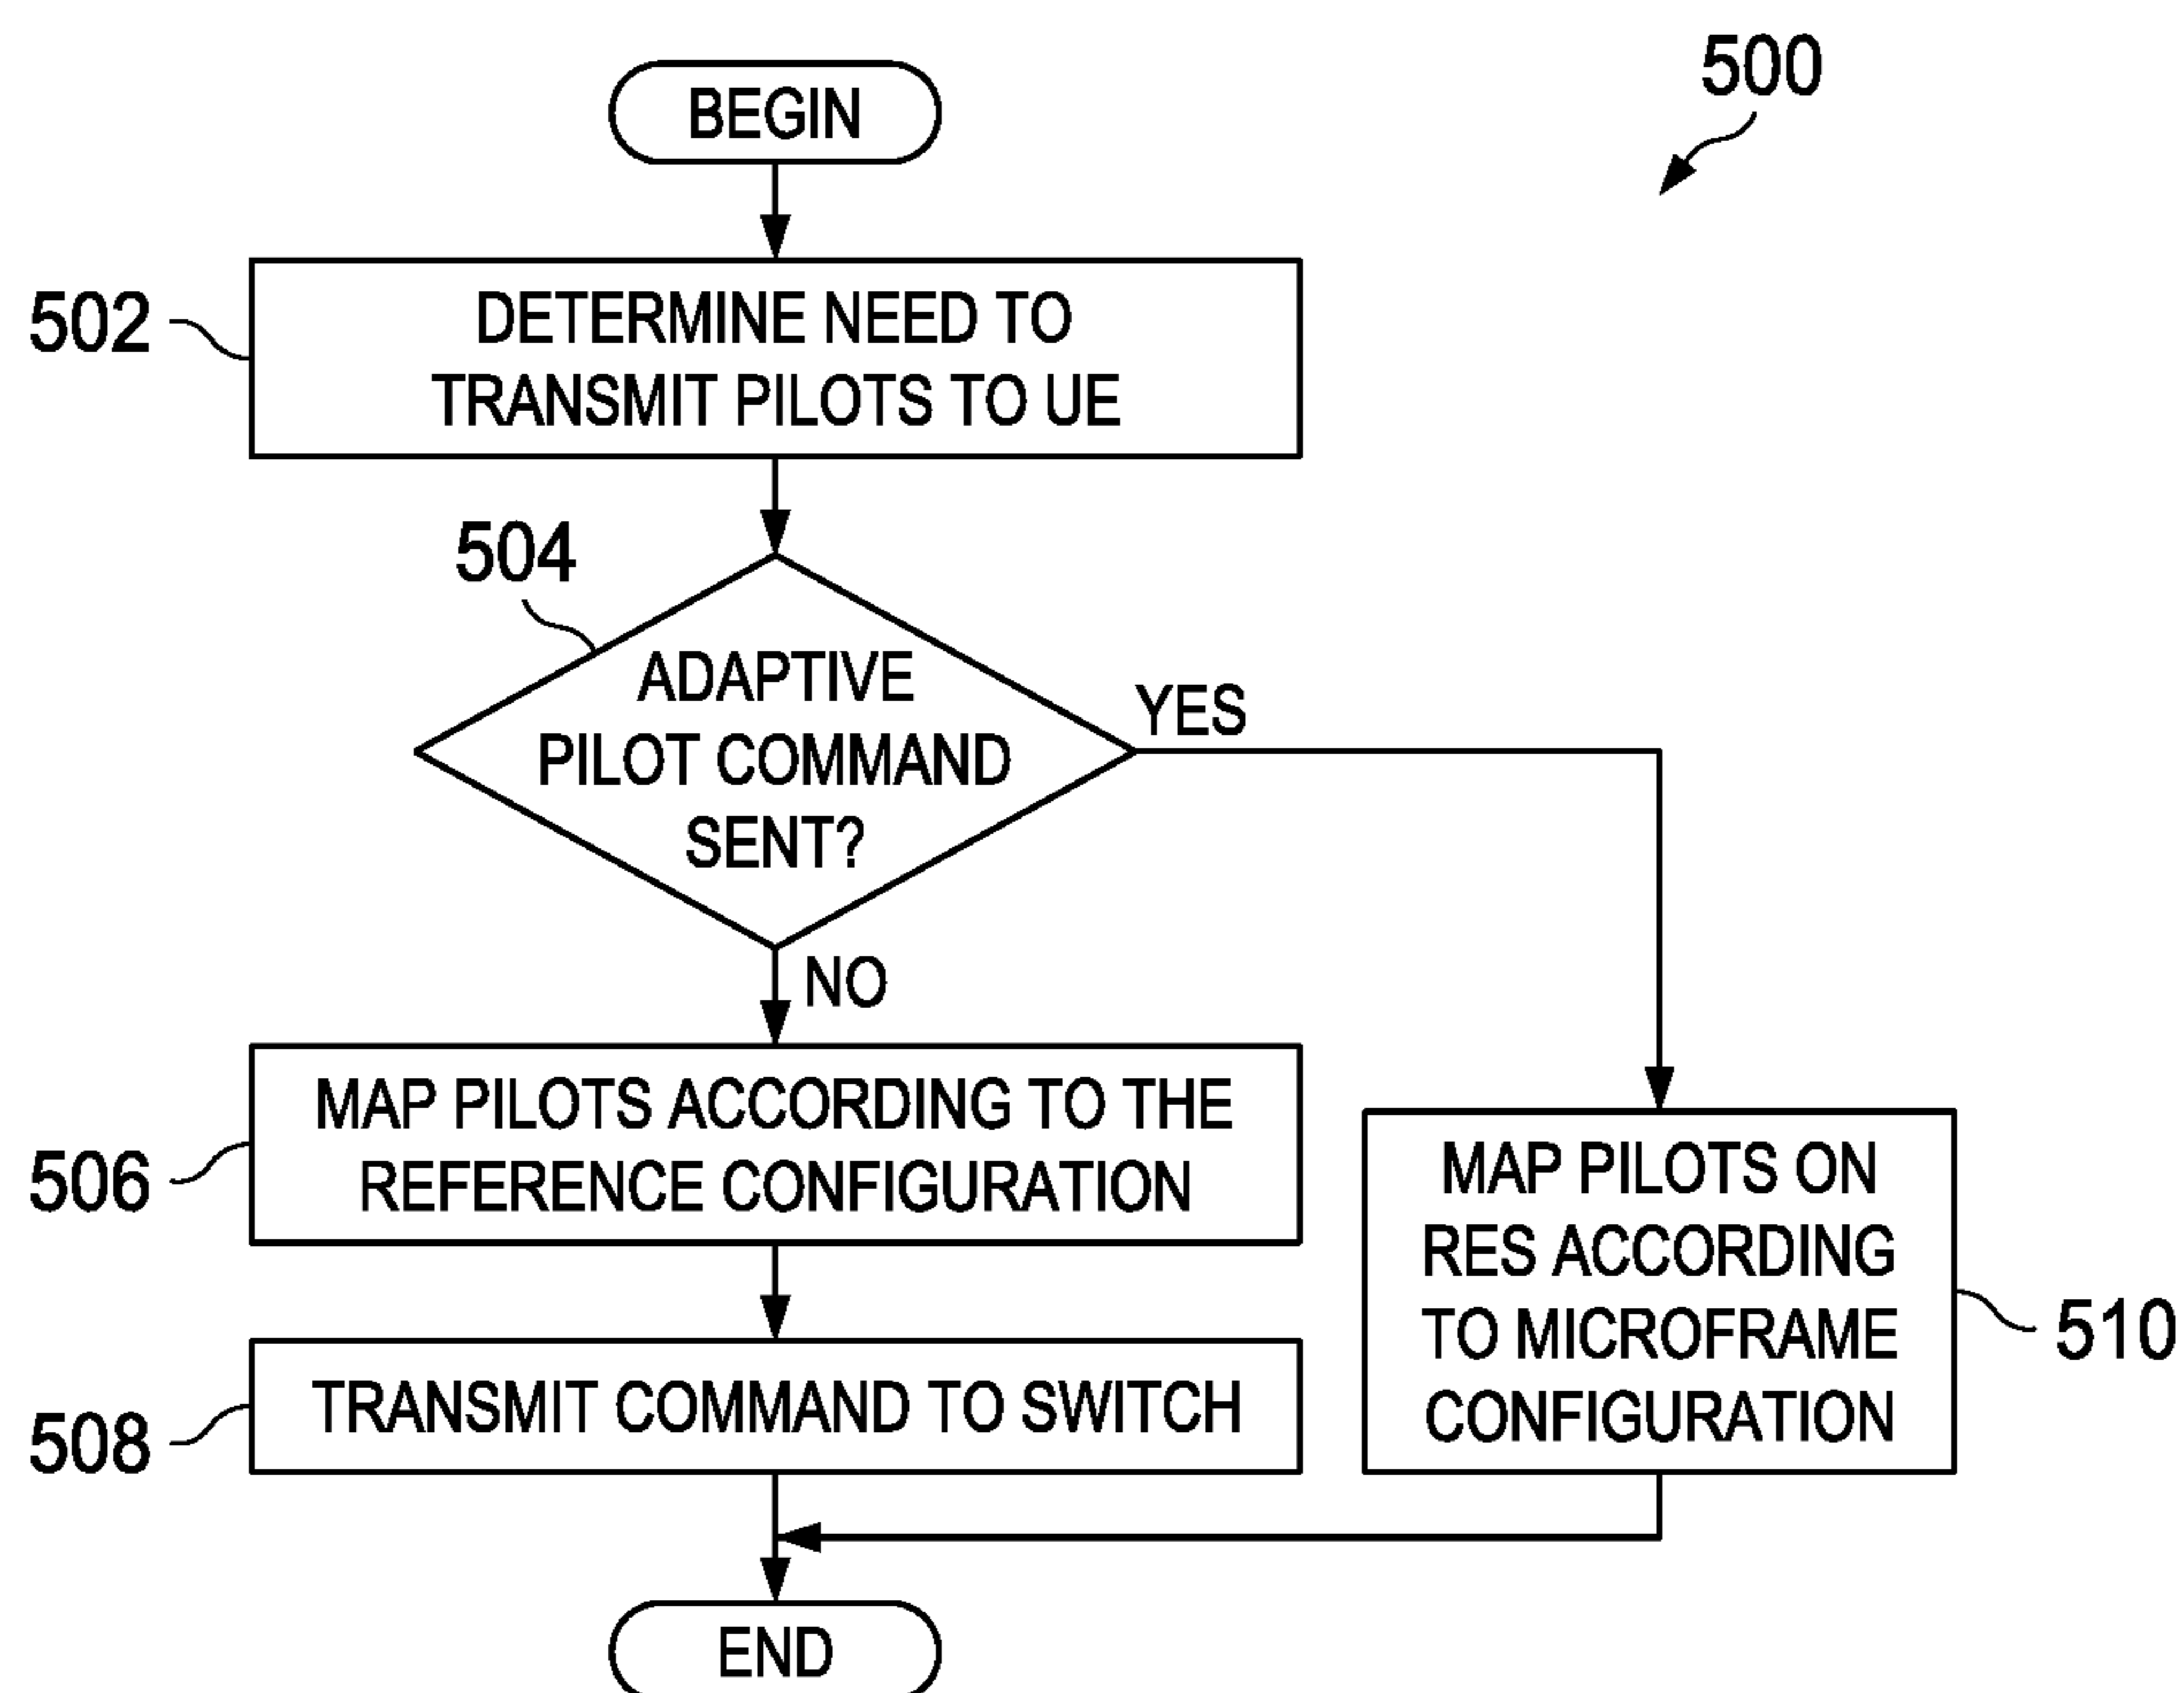 500
BEGIN
502
DETERMINE NEED TO
TRANSMIT PILOTS TO UE
504
ADAPTIVE
PILOT COMMAND
SENT?
YES
NO
506
MAP PILOTS ACCORDING TO THE
REFERENCE CONFIGURATION
508
TRANSMIT COMMAND TO SWITCH
MAP PILOTS ON
RES ACCORDING
TO MICROFRAME
CONFIGURATION
510
END